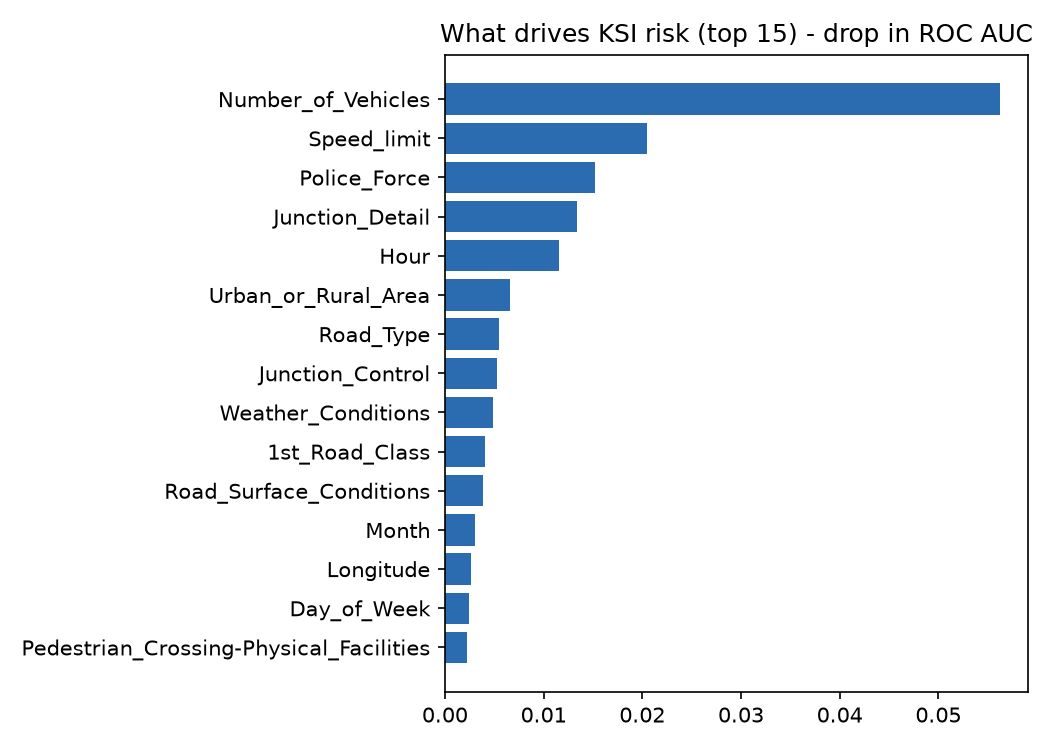 What drives KSI risk (top 15) - drop in ROC AUC
Number_of_Vehicles
Speed_limit
Police_Force
Junction_Detail
Hour
Urban_or_Rural_Area
Road_Type
Junction_Control
Weather_Conditions
1st_Road_Class
Road_Surface_Conditions
Month
Longitude
Day_of_Week
Pedestrian_Crossing-Physical_Facilities
0.00 0.01 0.02 0.03 0.04 0.05